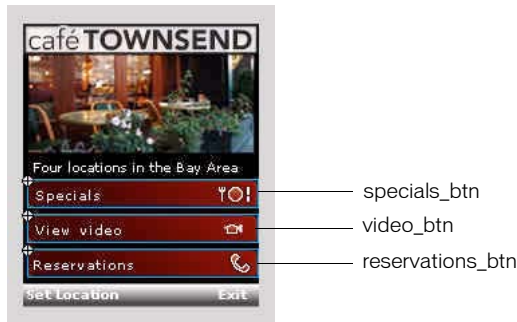 café TOWNSEND
Four locations in the Bay Area
Specials
specials_btn
View video
video_btn
Reservations
reservations_btn
Set Location Exit